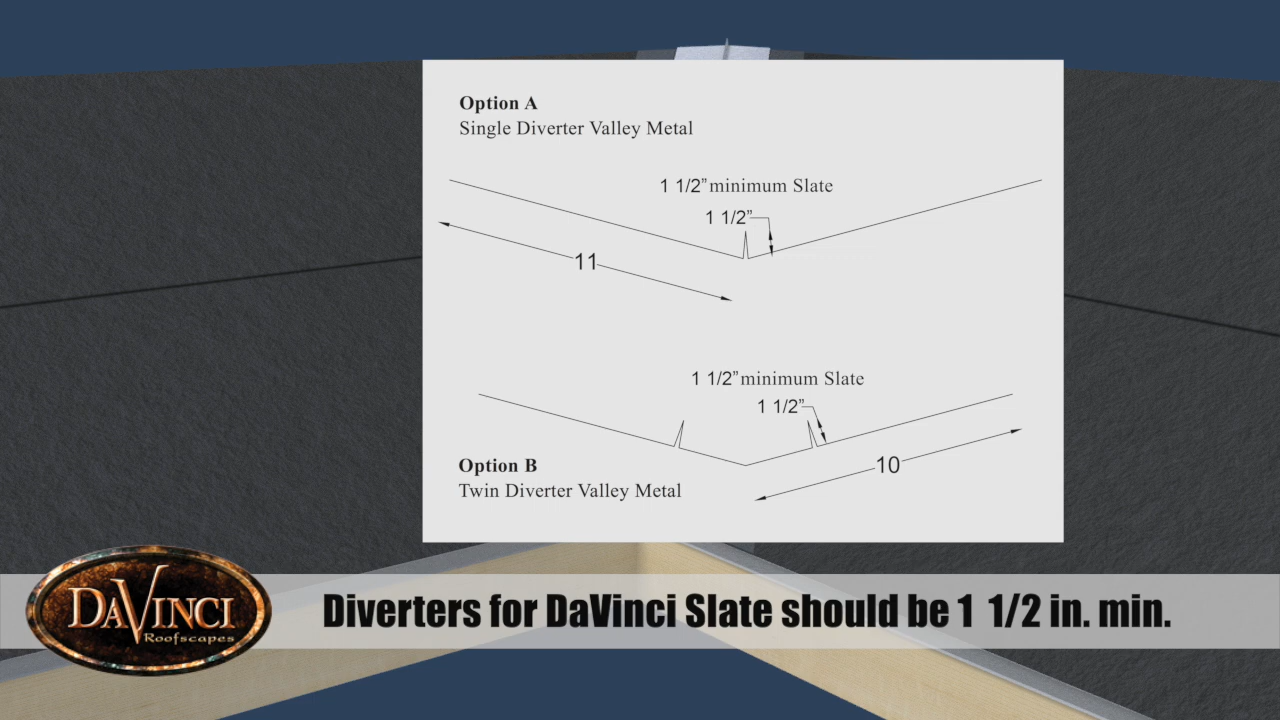 Option A
Single Diverter Valley Metal
1 1/2” minimum Slate
1 1/2”
11
1 1/2” minimum Slate
1 1/2”
10
Option B
Twin Diverter Valley Metal
DAVINCI
Roofscapes
Diverters for DaVinci Slate should be 1 1/2 in. min.